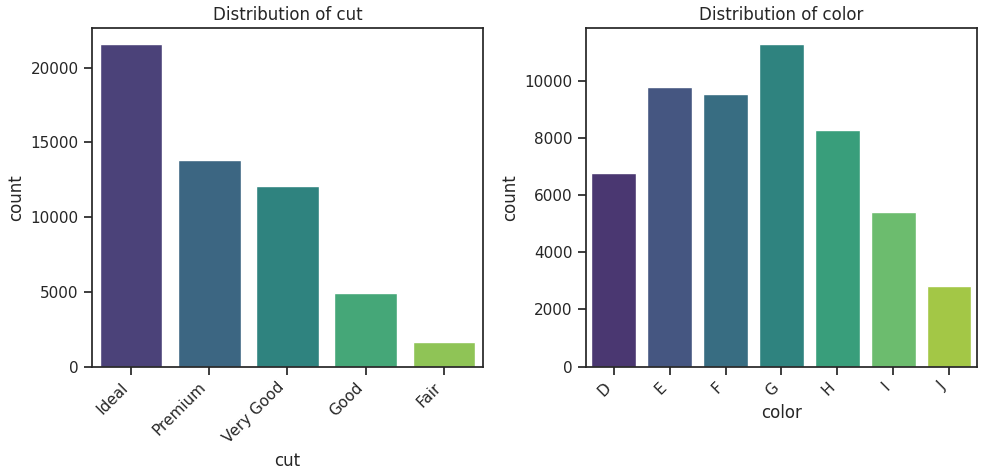 Distribution of cut
count
20000
15000
10000
5000
0
Ideal
Premium
Very Good
Good
Fair
cut
Distribution of color
count
10000
8000
6000
4000
2000
0
D
E
F
G
H
I
J
color